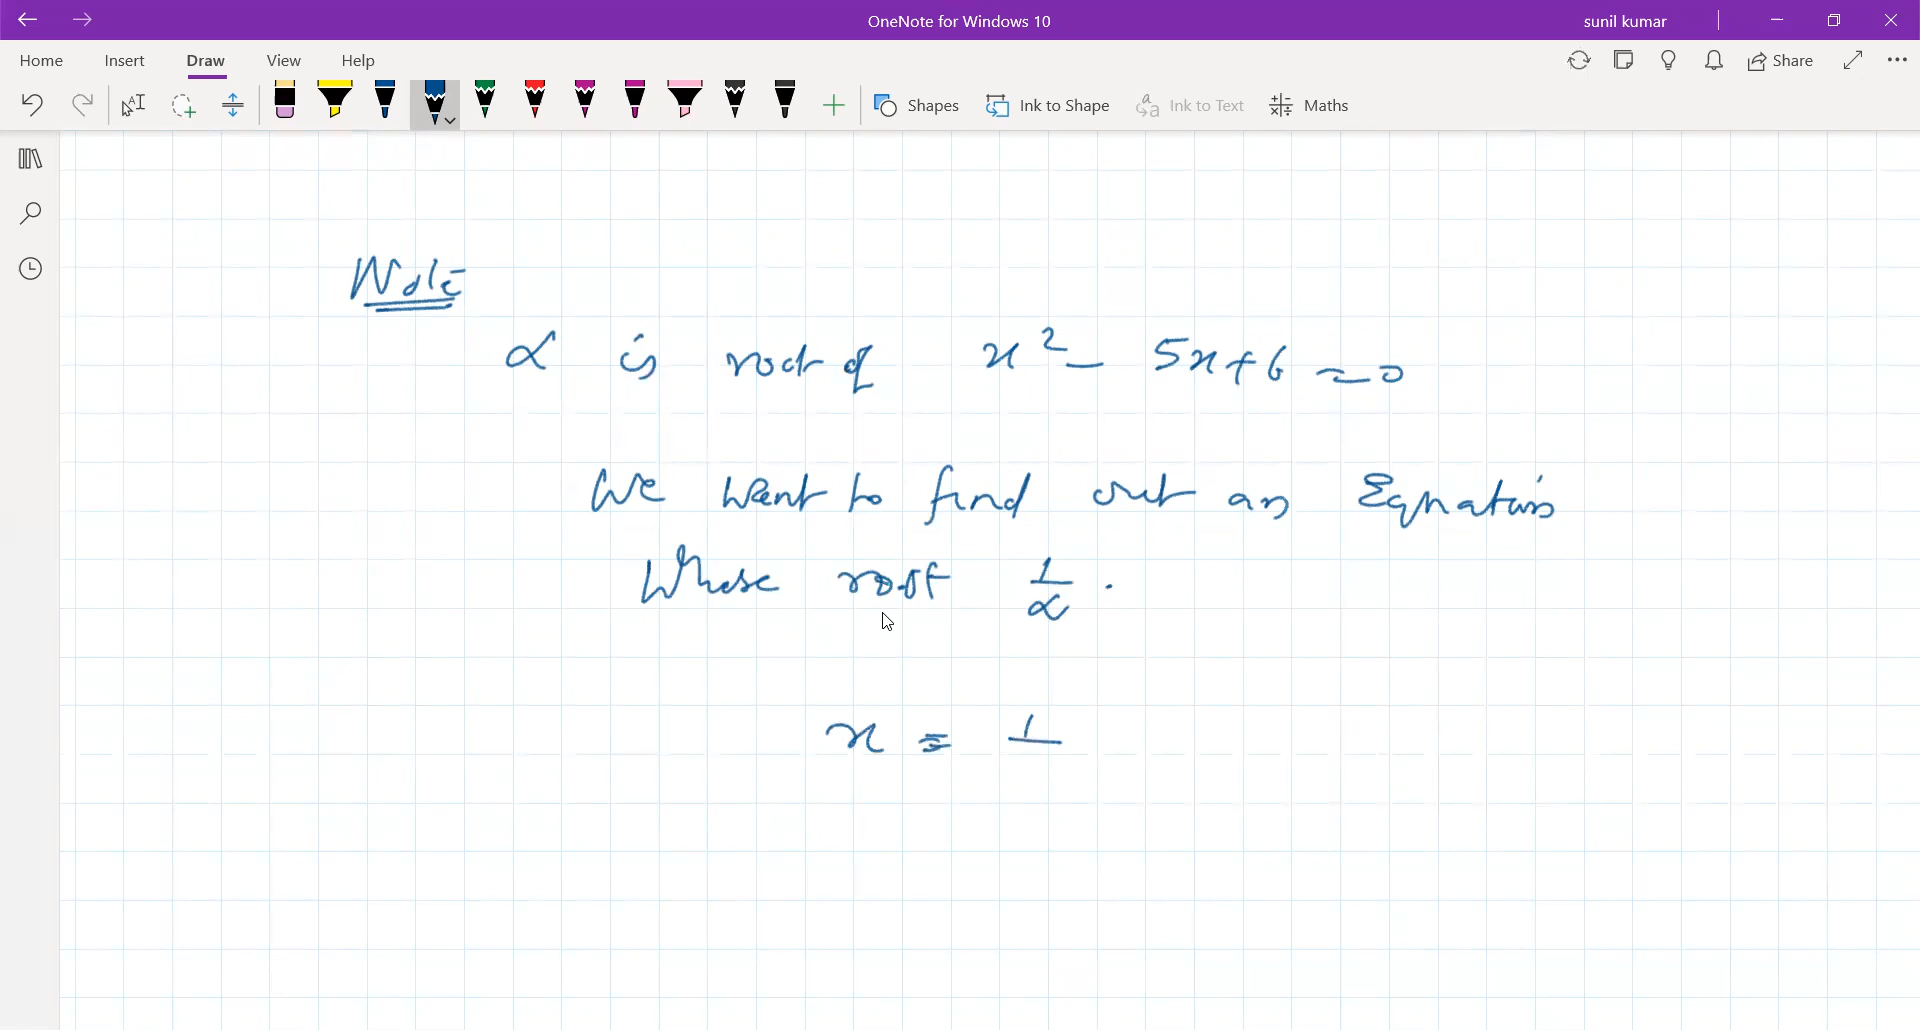 OneNote for Windows 10
sunil kumar
Home Insert Draw View Help
Share
Shapes Ink to Shape Ink to Text Maths
Note
α is root of x² - 5x + 6 = 0
We want to find out an Equation
Whose root 1/α .
x = 1/